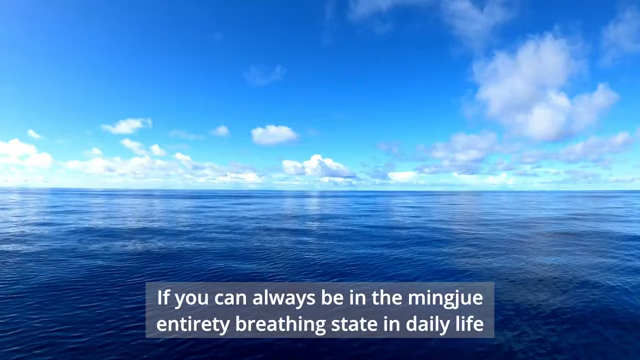 If you can always be in the mingjue
entirety breathing state in daily life